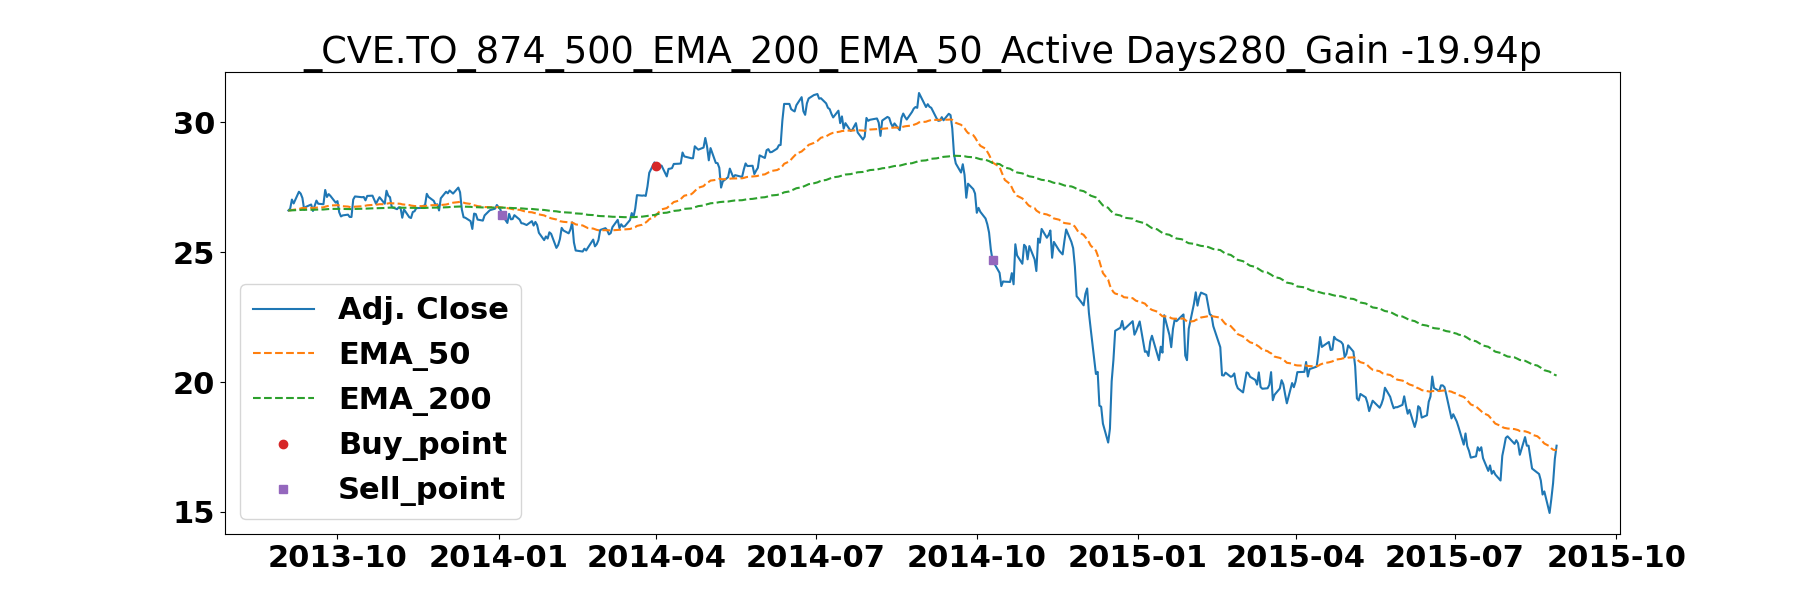 _CVE.TO_874_500_EMA_200_EMA_50_Active Days280_Gain -19.94p
30
25
20
15
Adj. Close
EMA_50
EMA_200
Buy_point
Sell_point
2013-10 2014-01 2014-04 2014-07 2014-10 2015-01 2015-04 2015-07 2015-10